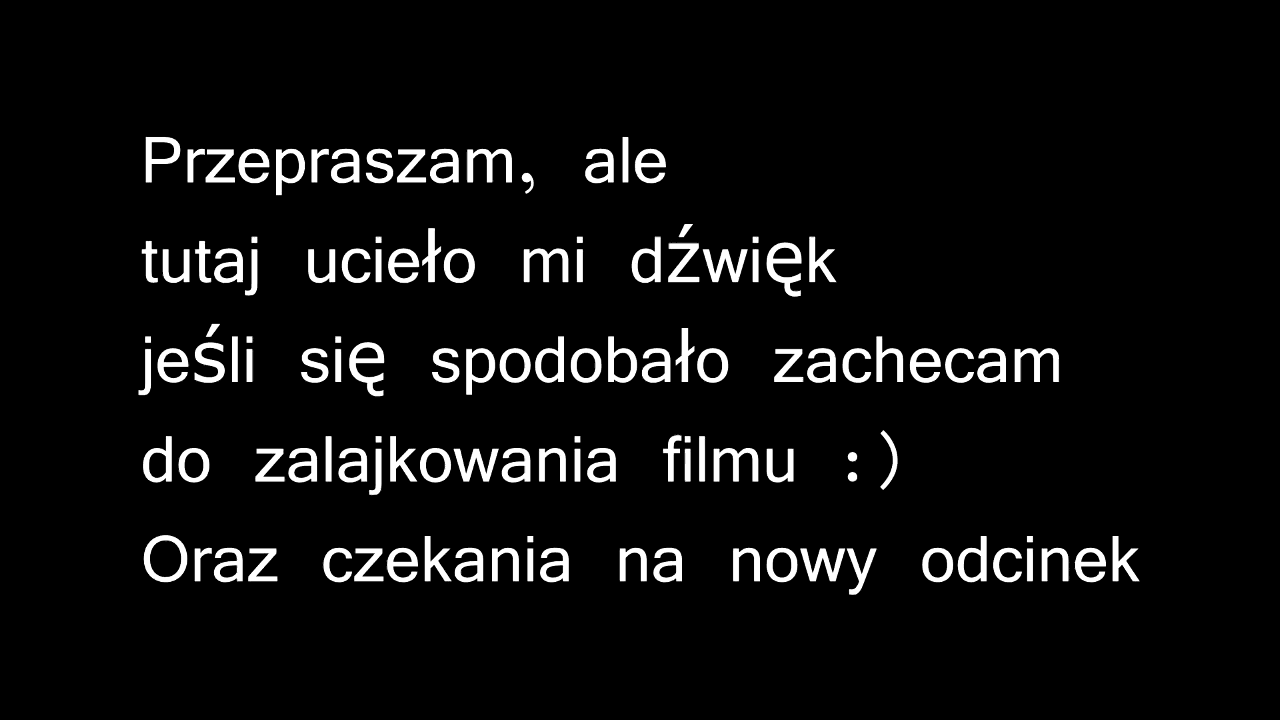 Przepraszam, ale
tutaj ucieło mi dźwięk
jeśli się spodobało zachecam
do zalajkowania filmu :)
Oraz czekania na nowy odcinek